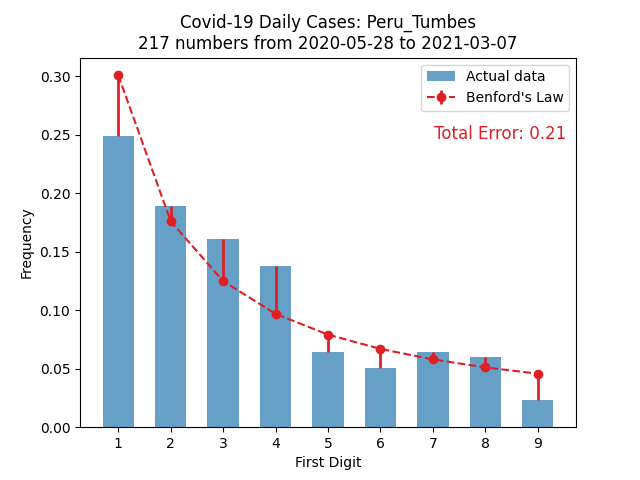 Covid-19 Daily Cases: Peru_Tumbes
217 numbers from 2020-05-28 to 2021-03-07
Actual data
Benford's Law
Total Error: 0.21
Frequency
0.30
0.25
0.20
0.15
0.10
0.05
0.00
1 2 3 4 5 6 7 8 9
First Digit